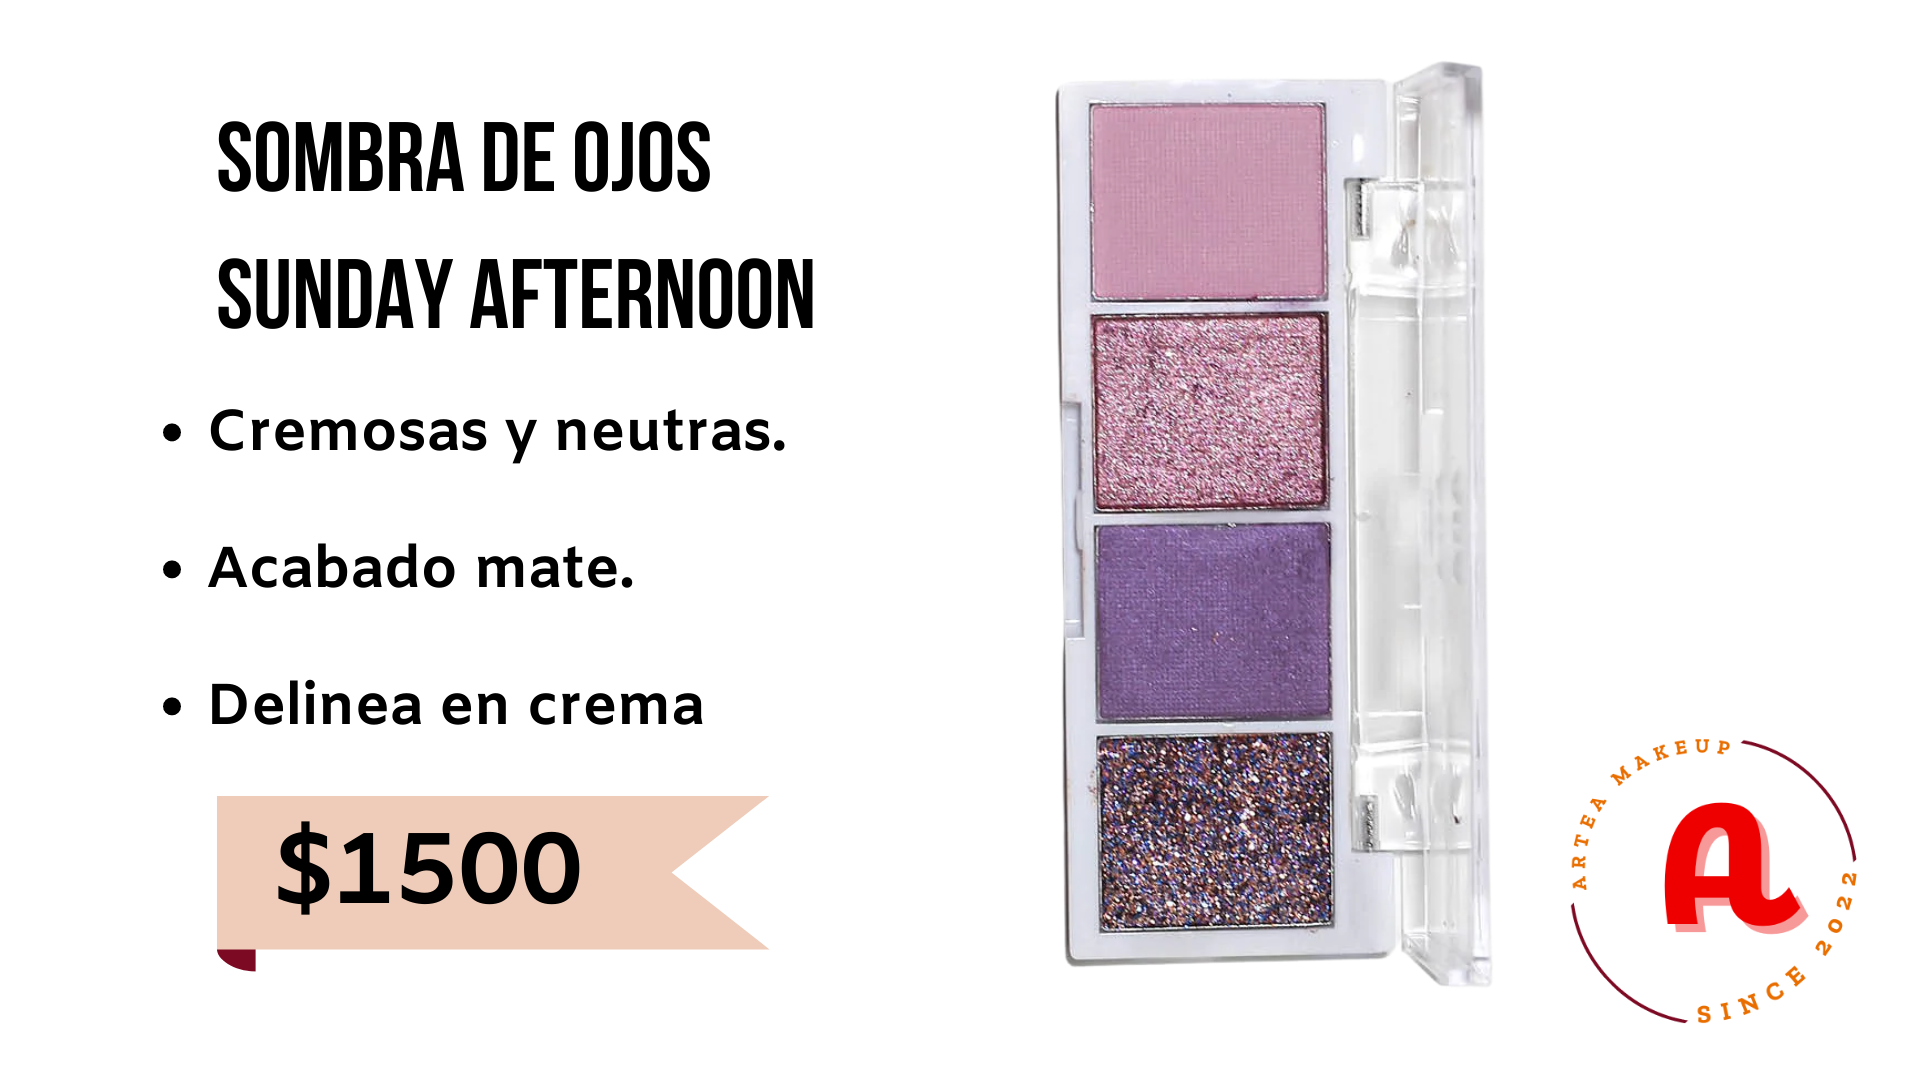 SOMBRA DE OJOS
SUNDAY AFTERNOON
• Cremosas y neutras.
• Acabado mate.
• Delinea en crema
$1500
ARTEA MAKEUP
A
SINCE 2022